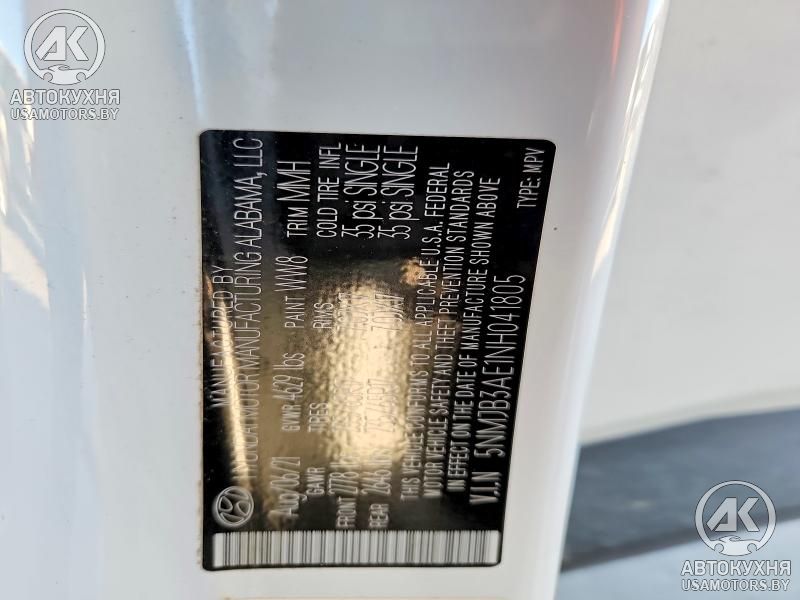 АК
АВТОКУХНЯ
USAMOTORS.BY
MANUFACTURED BY
HYUNDAI MOTOR MANUFACTURING ALABAMA, LLC
Aug/06/21 GVWR 4629 lbs PAINT WW8 TRIM MMH
GAWR TIRES RIMS COLD TIRE INFL
FRONT 35 psi SINGLE
REAR 35 psi SINGLE
THIS VEHICLE CONFORMS TO ALL APPLICABLE U.S.A. FEDERAL
MOTOR VEHICLE SAFETY AND THEFT PREVENTION STANDARDS
IN EFFECT ON THE DATE OF MANUFACTURE SHOWN ABOVE
V.I.N 5NMJB3AE1NH041805
TYPE: MPV
АК
АВТОКУХНЯ
USAMOTORS.BY